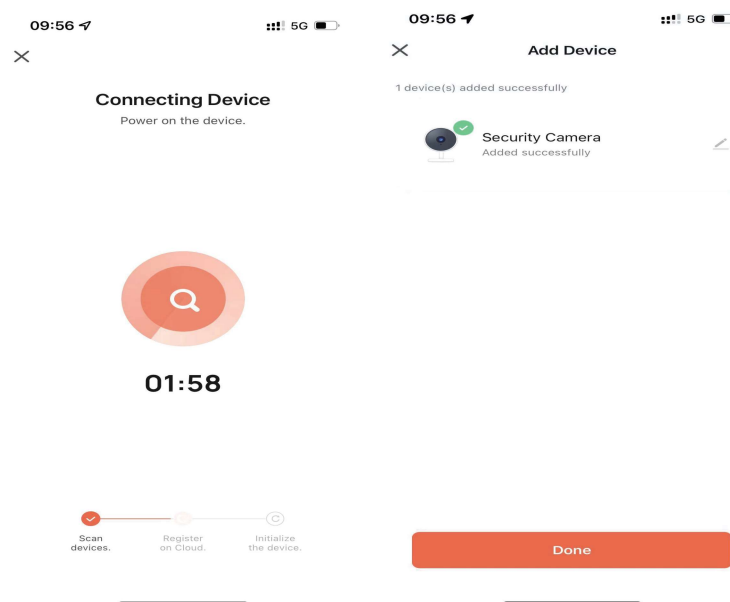 09:56
5G
Connecting Device
Power on the device.
01:58
Scan
devices.
Register
on Cloud.
Initialize
the device.
09:56
5G
Add Device
1 device(s) added successfully
Security Camera
Added successfully
Done